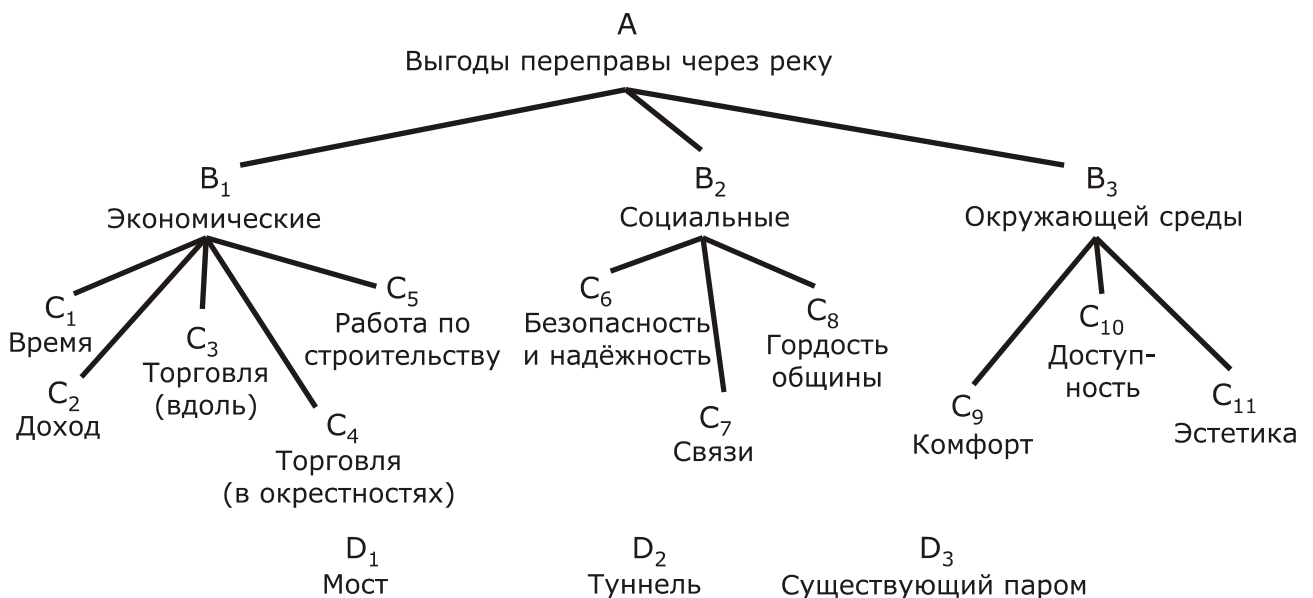 A
Выгоды переправы через реку
B₁
Экономические
B₂
Социальные
B₃
Окружающей среды
C₁
Время
C₂
Доход
C₃
Торговля
(вдоль)
C₄
Торговля
(в окрестностях)
C₅
Работа по
строительству
C₆
Безопасность
и надёжность
C₇
Связи
C₈
Гордость
общины
C₉
Комфорт
C₁₀
Доступ-
ность
C₁₁
Эстетика
D₁
Мост
D₂
Туннель
D₃
Существующий паром